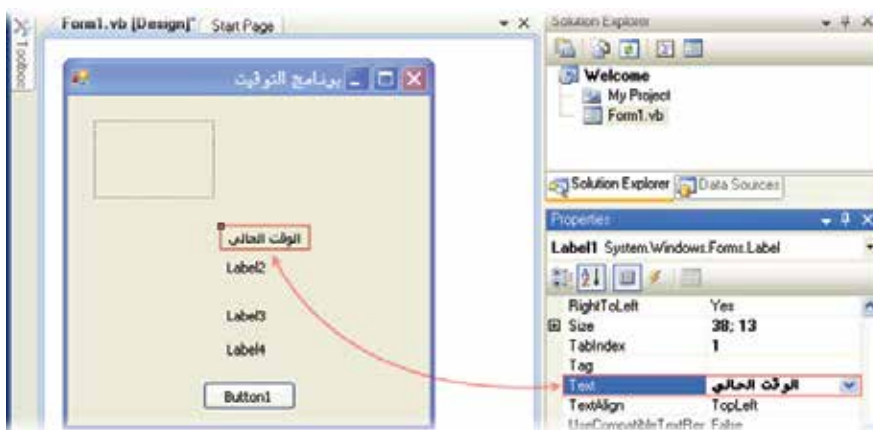 Toolbox
Form1.vb [Design]* Start Page
برنامج التوقيت
الوقت الحالي
Label2
Label3
Label4
Button1
Solution Explorer
Welcome
My Project
Form1.vb
Solution Explorer Data Sources
Properties
Label1 System.Windows.Forms.Label
RightToLeft Yes
Size 38; 13
TabIndex 1
Tag
Text الوقت الحالي
TextAlign TopLeft
UseCompatibleTextRer False